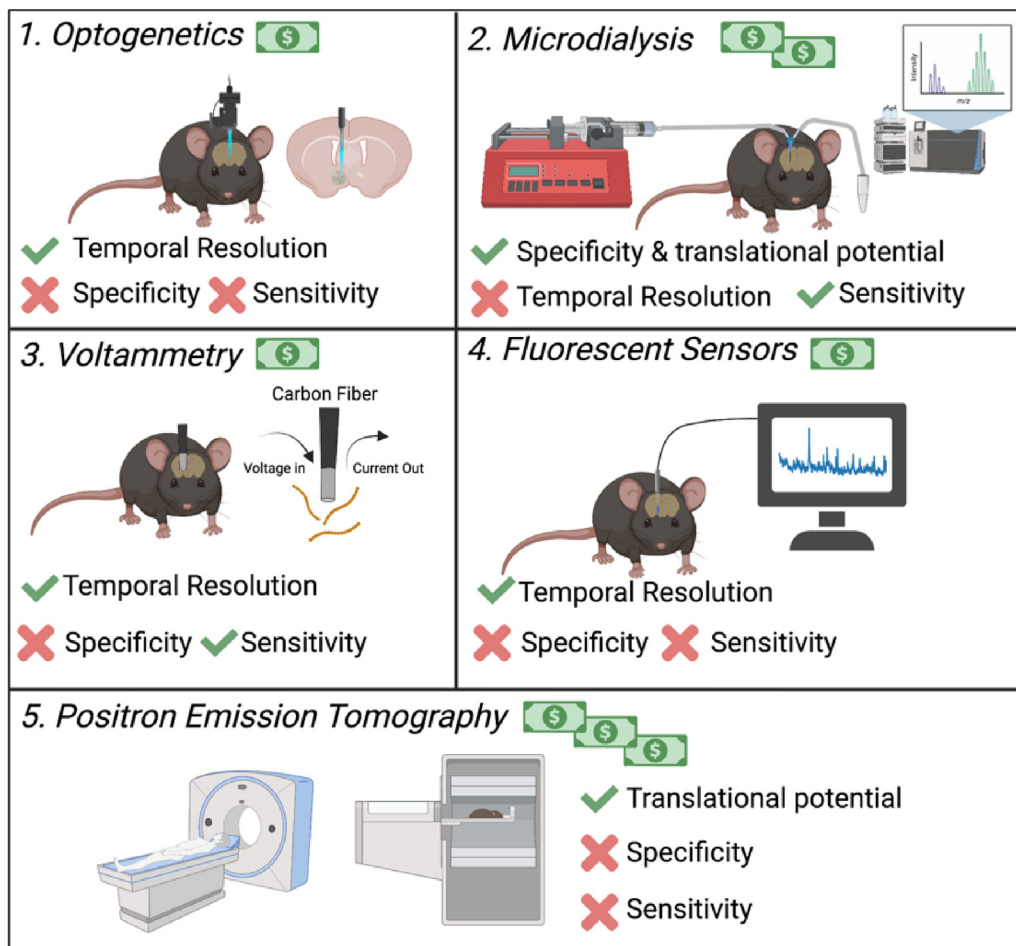 1. Optogenetics $
Temporal Resolution
Specificity Sensitivity
2. Microdialysis $ $
Intensity
m/z
Specificity & translational potential
Temporal Resolution Sensitivity
3. Voltammetry $
Carbon Fiber
Voltage in Current Out
Temporal Resolution
Specificity Sensitivity
4. Fluorescent Sensors $
Temporal Resolution
Specificity Sensitivity
5. Positron Emission Tomography $ $ $
Translational potential
Specificity
Sensitivity